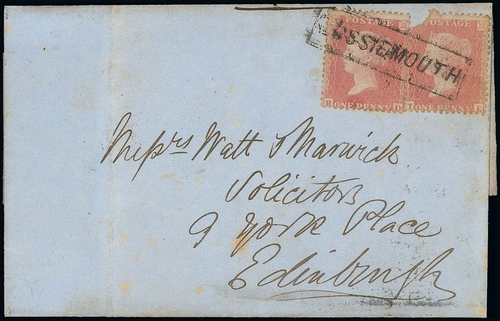 POSTAGE POSTAGE
LOSSIEMOUTH
ONE PENNY ONE PENNY
Messrs Watt & Marwick
Solicitors
9 York Place
Edinburgh